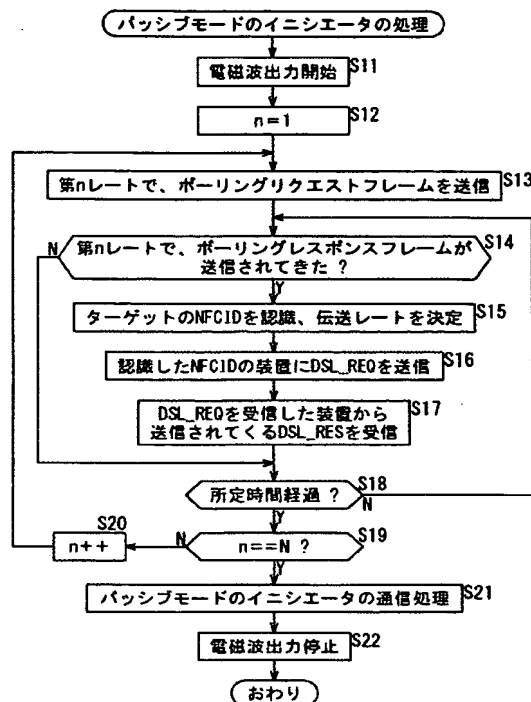 パッシブモードのイニシエータの処理
電磁波出力開始
S11
n=1
S12
第nレートで、ポーリングリクエストフレームを送信
S13
第nレートで、ポーリングレスポンスフレームが
送信されてきた ?
S14
N
Y
ターゲットのNFCIDを認識、伝送レートを決定
S15
認識したNFCIDの装置にDSL_REQを送信
S16
DSL_REQを受信した装置から
送信されてくるDSL_RESを受信
S17
所定時間経過 ?
S18
N
Y
n==N ?
S19
N
n++
S20
Y
パッシブモードのイニシエータの通信処理
S21
電磁波出力停止
S22
おわり